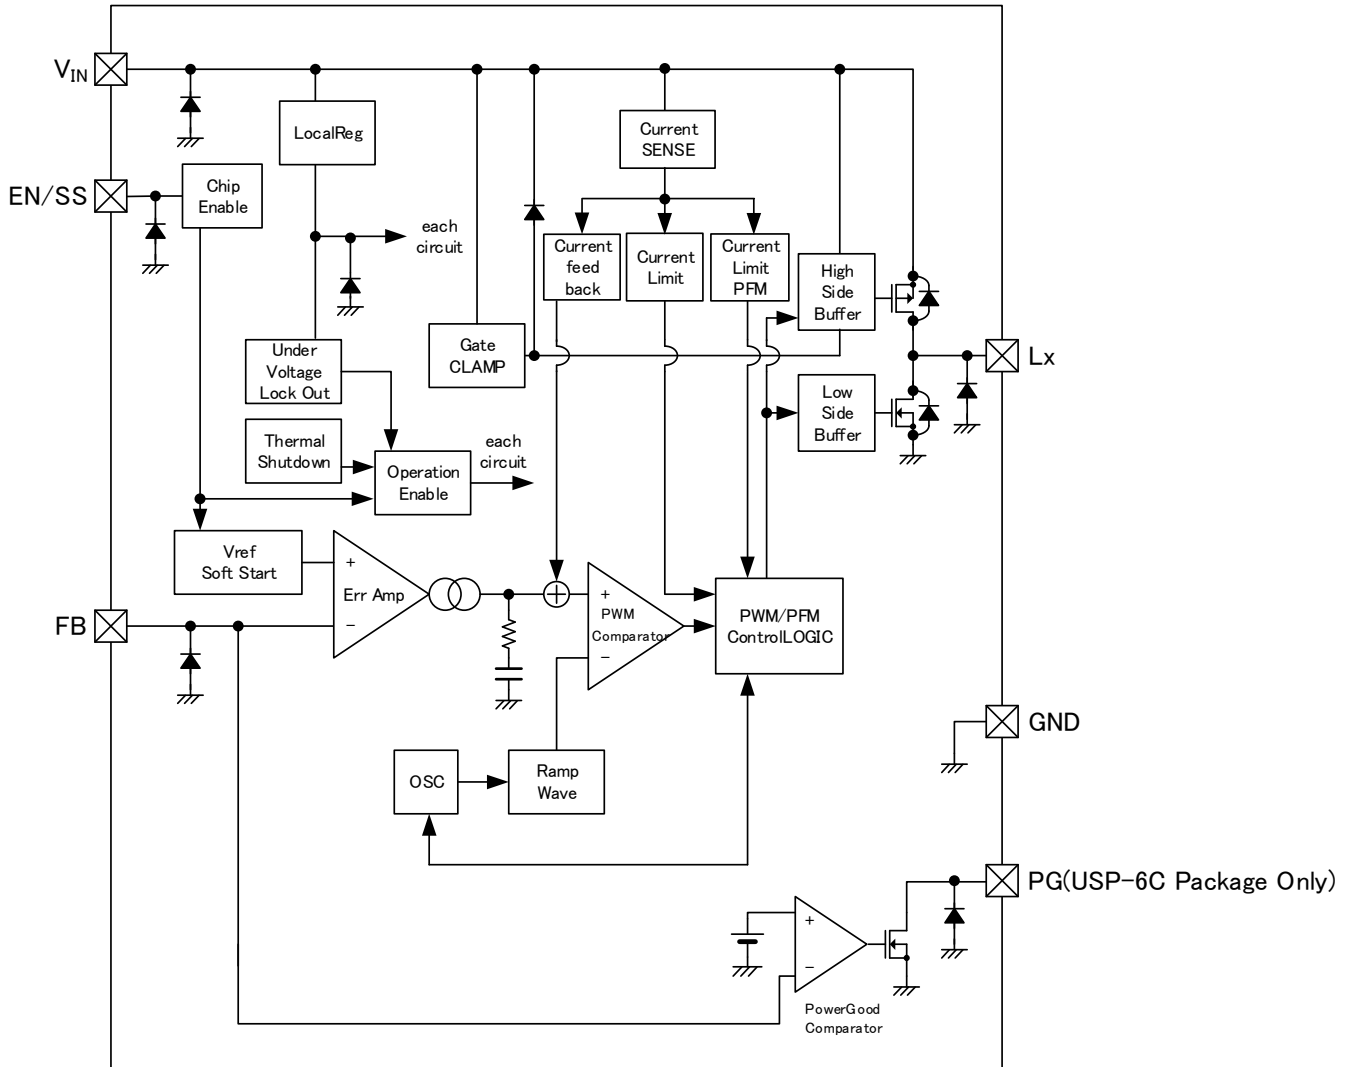 VIN
LocalReg
Current
SENSE
EN/SS
Chip
Enable
each
circuit
Current
feed
back
Current
Limit
Current
Limit
PFM
High
Side
Buffer
Under
Voltage
Lock Out
Gate
CLAMP
Lx
Low
Side
Buffer
Thermal
Shutdown
Operation
Enable
each
circuit
Vref
Soft Start
+
Err Amp
−
+
PWM
Comparator
−
PWM/PFM
ControlLOGIC
FB
GND
OSC
Ramp
Wave
PG(USP-6C Package Only)
+
−
PowerGood
Comparator